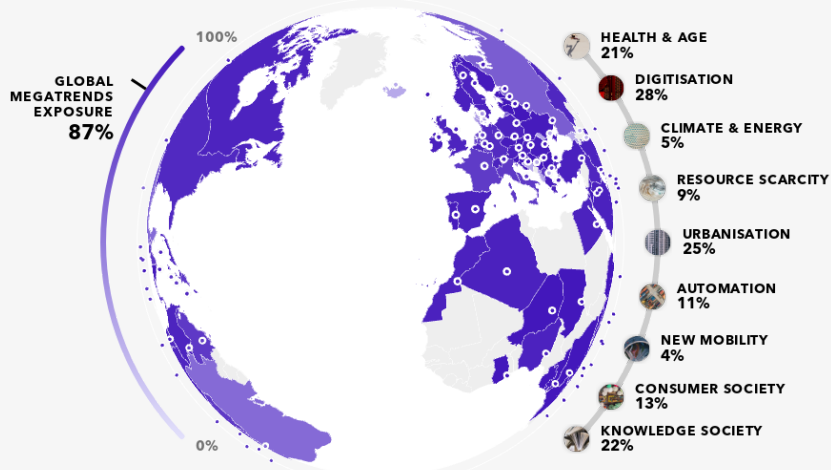 100%
GLOBAL
MEGATRENDS
EXPOSURE
87%
0%
HEALTH & AGE
21%
DIGITISATION
28%
CLIMATE & ENERGY
5%
RESOURCE SCARCITY
9%
URBANISATION
25%
AUTOMATION
11%
NEW MOBILITY
4%
CONSUMER SOCIETY
13%
KNOWLEDGE SOCIETY
22%